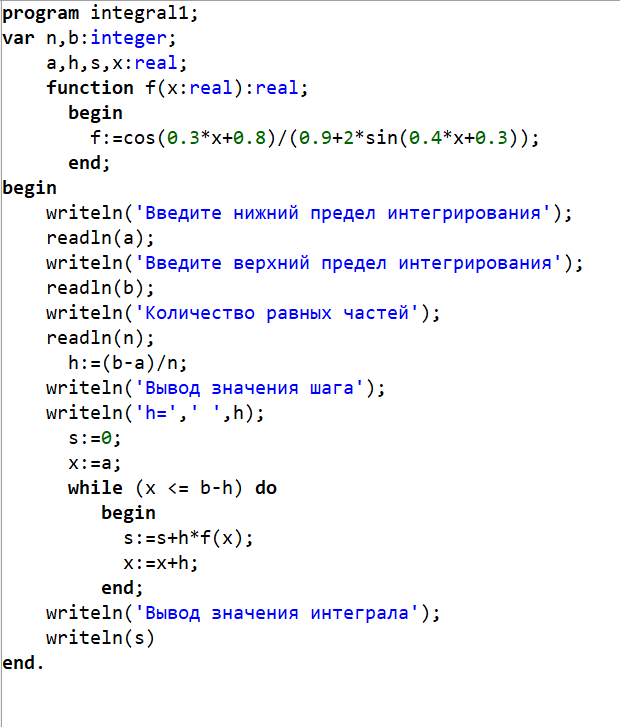 program integral1;
var n,b:integer;
    a,h,s,x:real;
    function f(x:real):real;
      begin
        f:=cos(0.3*x+0.8)/(0.9+2*sin(0.4*x+0.3));
      end;
begin
    writeln('Введите нижний предел интегрирования');
    readln(a);
    writeln('Введите верхний предел интегрирования');
    readln(b);
    writeln('Количество равных частей');
    readln(n);
      h:=(b-a)/n;
    writeln('Вывод значения шага');
    writeln('h=',' ',h);
      s:=0;
      x:=a;
      while (x <= b-h) do
         begin
           s:=s+h*f(x);
           x:=x+h;
         end;
    writeln('Вывод значения интеграла');
    writeln(s)
end.